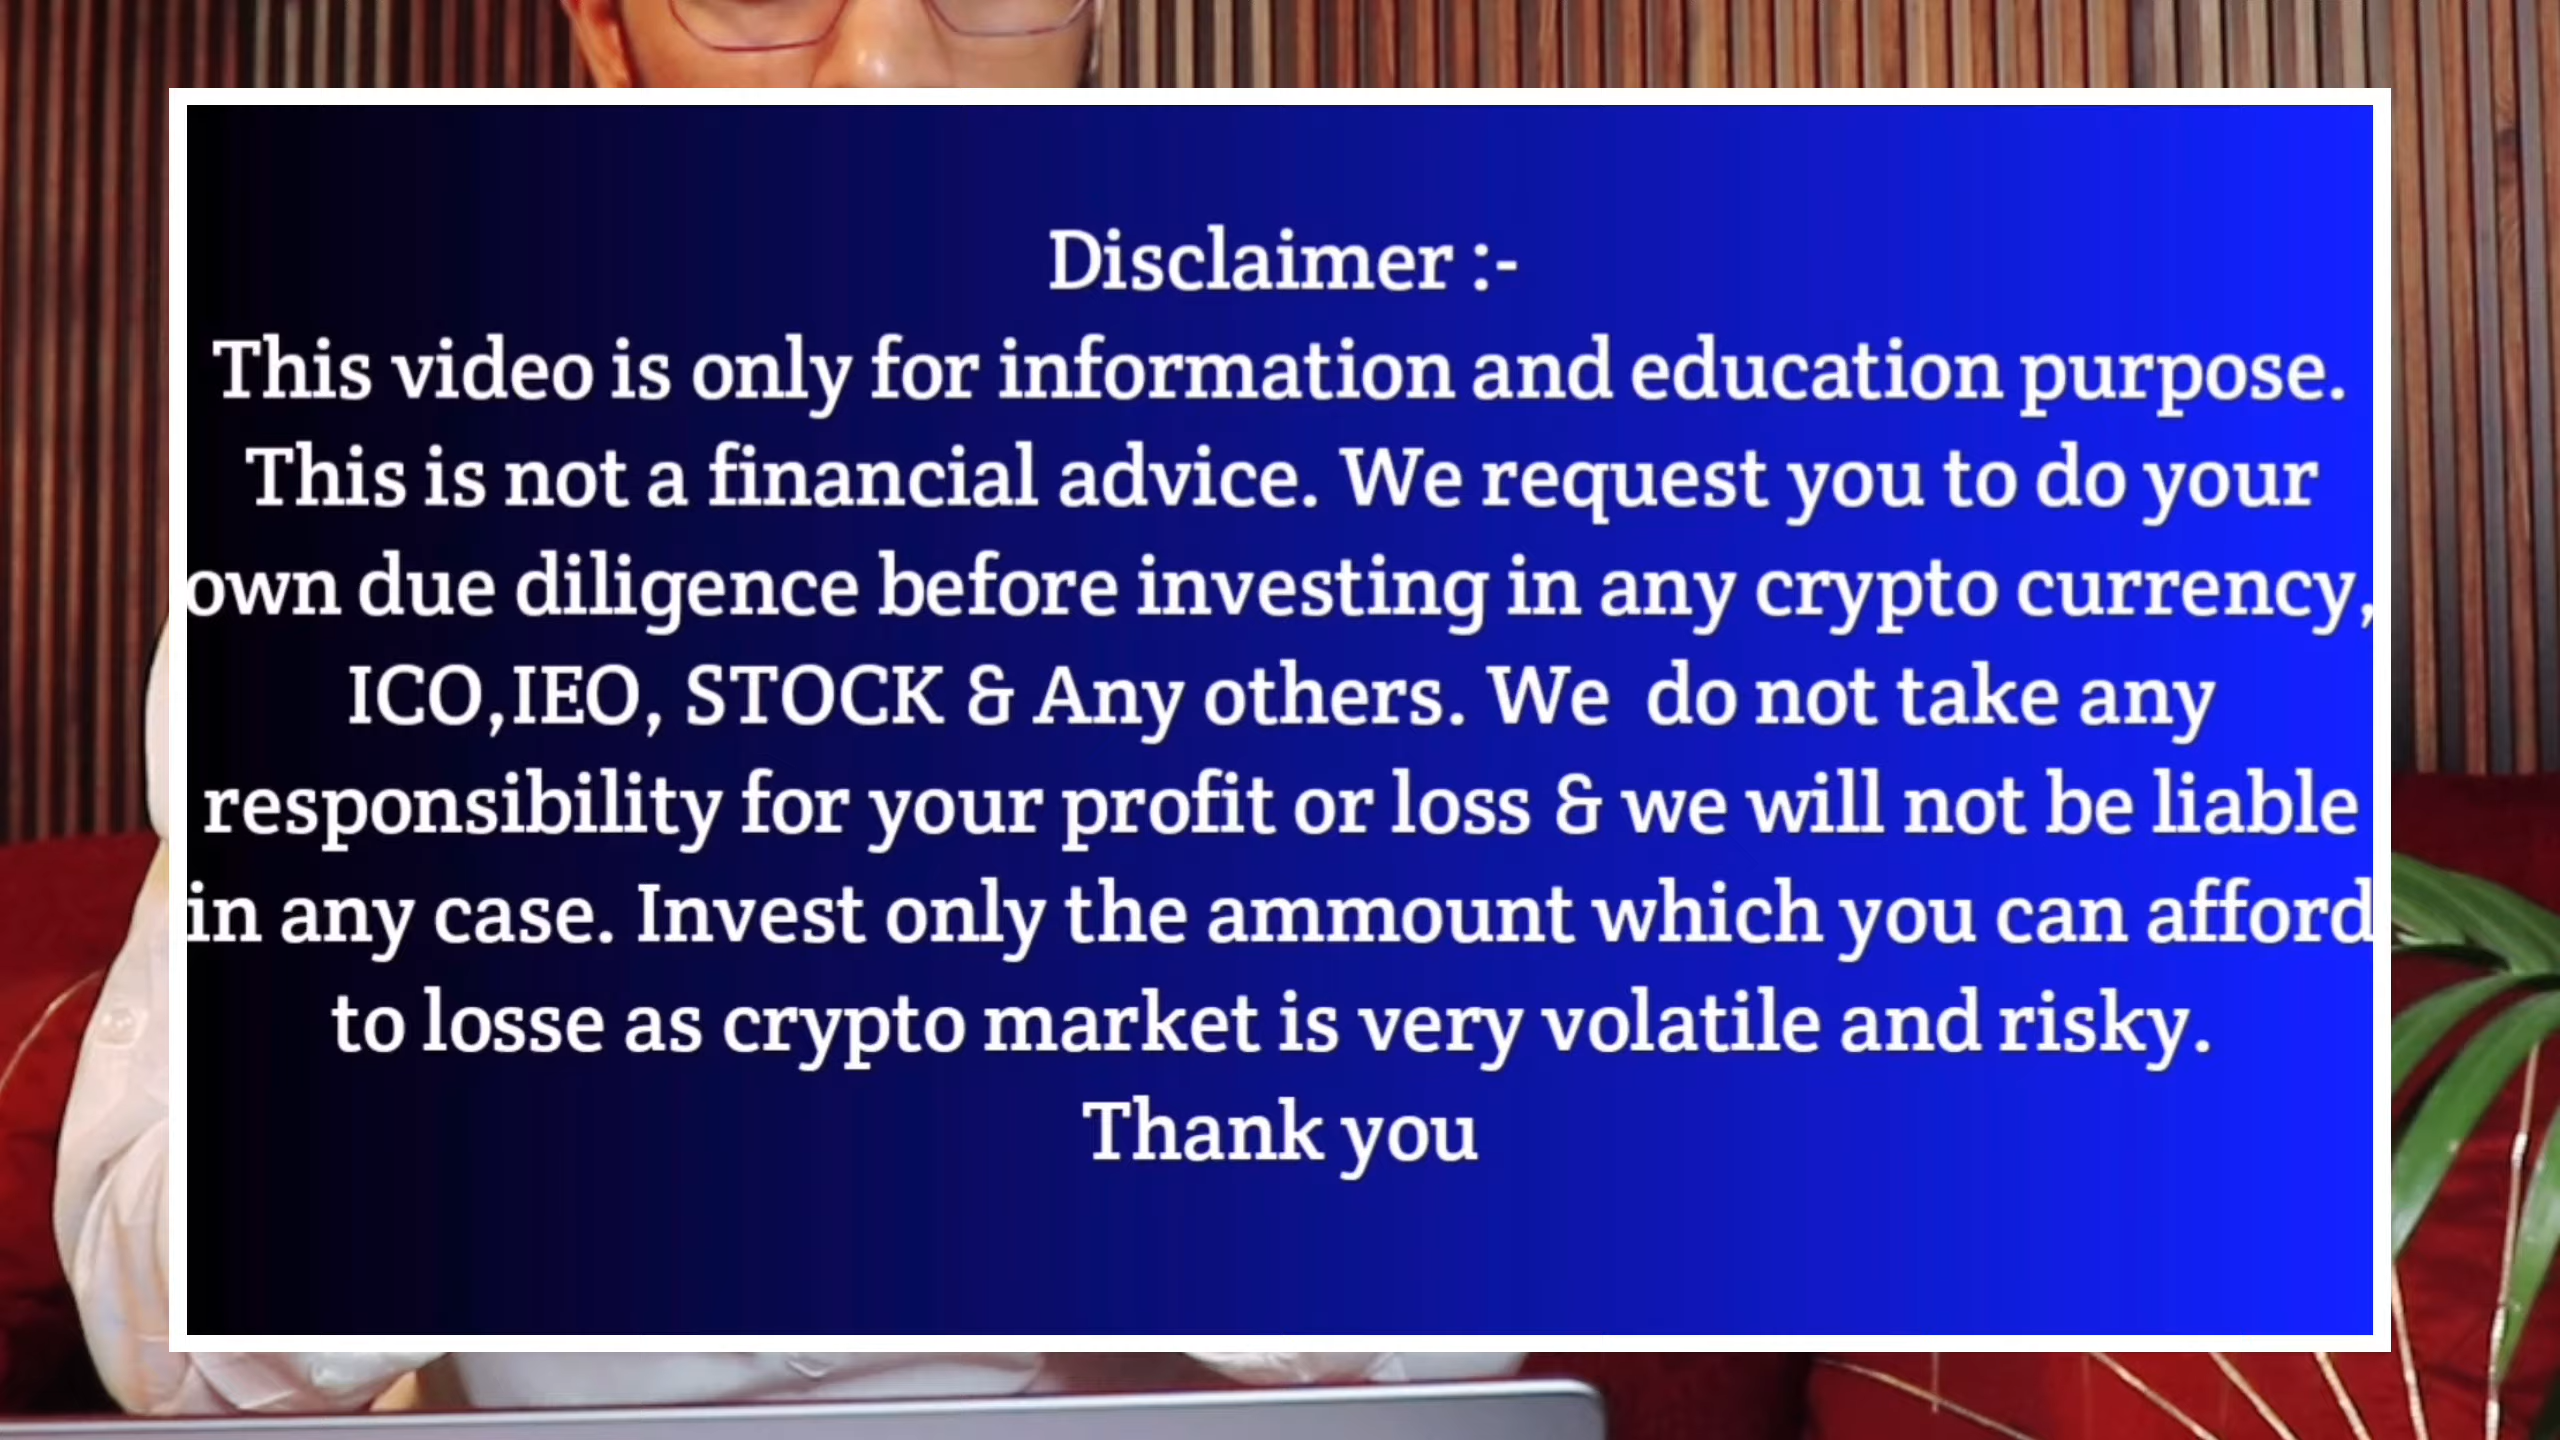 Disclaimer :-
This video is only for information and education purpose.
This is not a financial advice. We request you to do your
own due diligence before investing in any crypto currency,
ICO,IEO, STOCK & Any others. We  do not take any
responsibility for your profit or loss & we will not be liable
in any case. Invest only the ammount which you can afford
to losse as crypto market is very volatile and risky.
Thank you